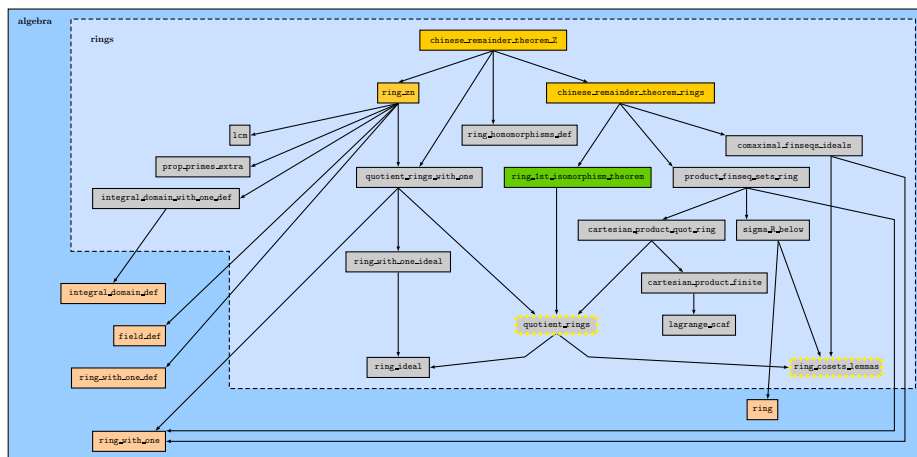 algebra
rings
chinese_remainder_theorem_Z
ring_zn
chinese_remainder_theorem_rings
lcm
ring_homomorphisms_def
comaximal_finseqs_ideals
prop_primes_extra
quotient_rings_with_one
ring_1st_isomorphism_theorem
product_finseq_sets_ring
integral_domain_with_one_def
cartesian_product_quot_ring
sigma_R_below
ring_with_one_ideal
cartesian_product_finite
integral_domain_def
quotient_rings
lagrange_scaf
field_def
ring_ideal
ring_cosets_lemmas
ring_with_one_def
ring
ring_with_one